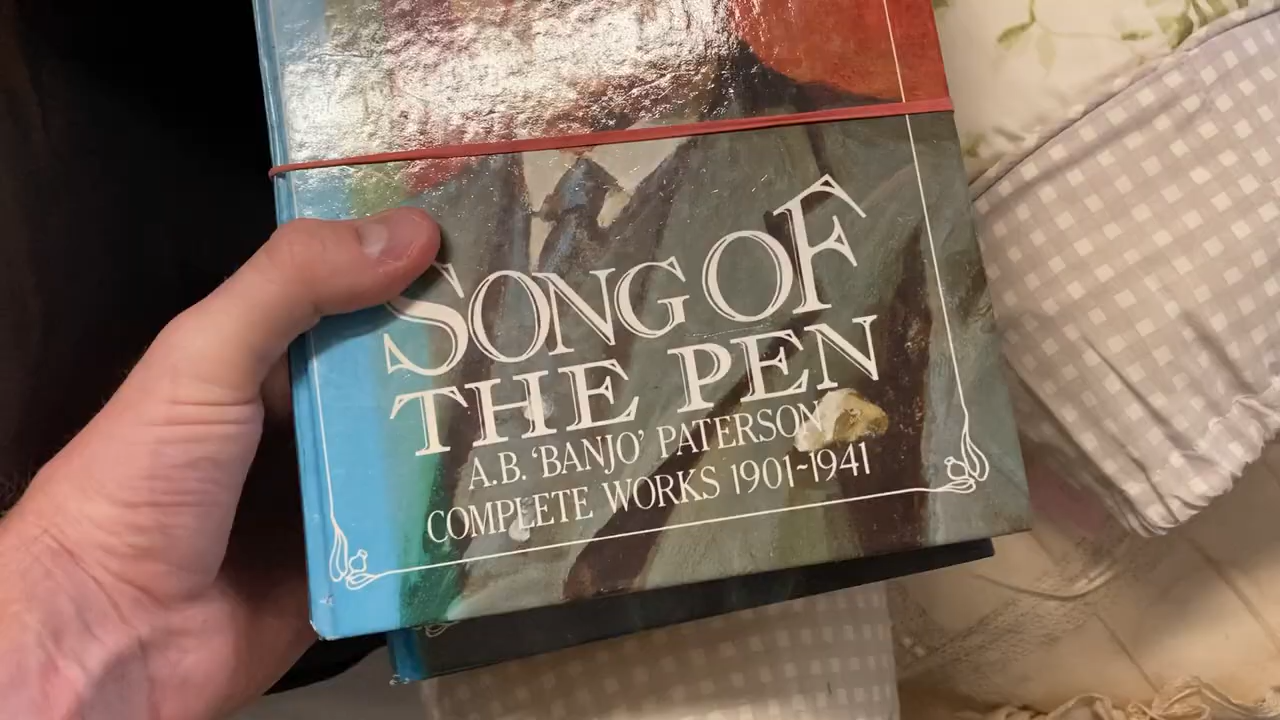 SONG OF
THE PEN
A.B. ‘BANJO’ PATERSON
COMPLETE WORKS 1901~1941